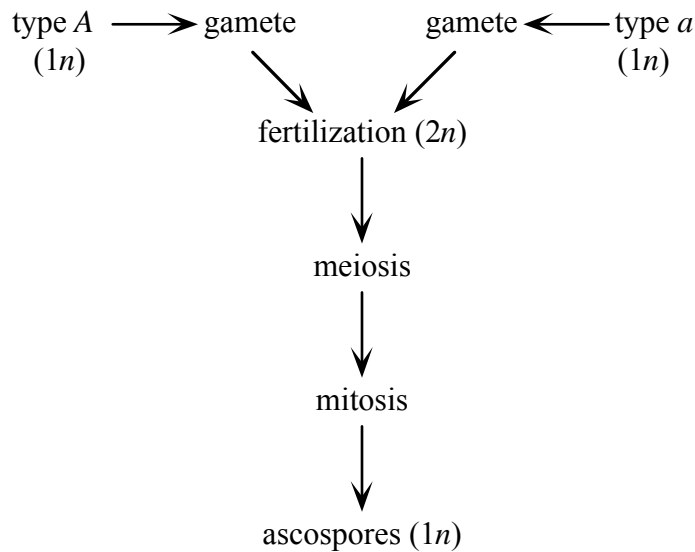 type A gamete gamete type a
(1n) (1n)
fertilization (2n)
meiosis
mitosis
ascospores (1n)